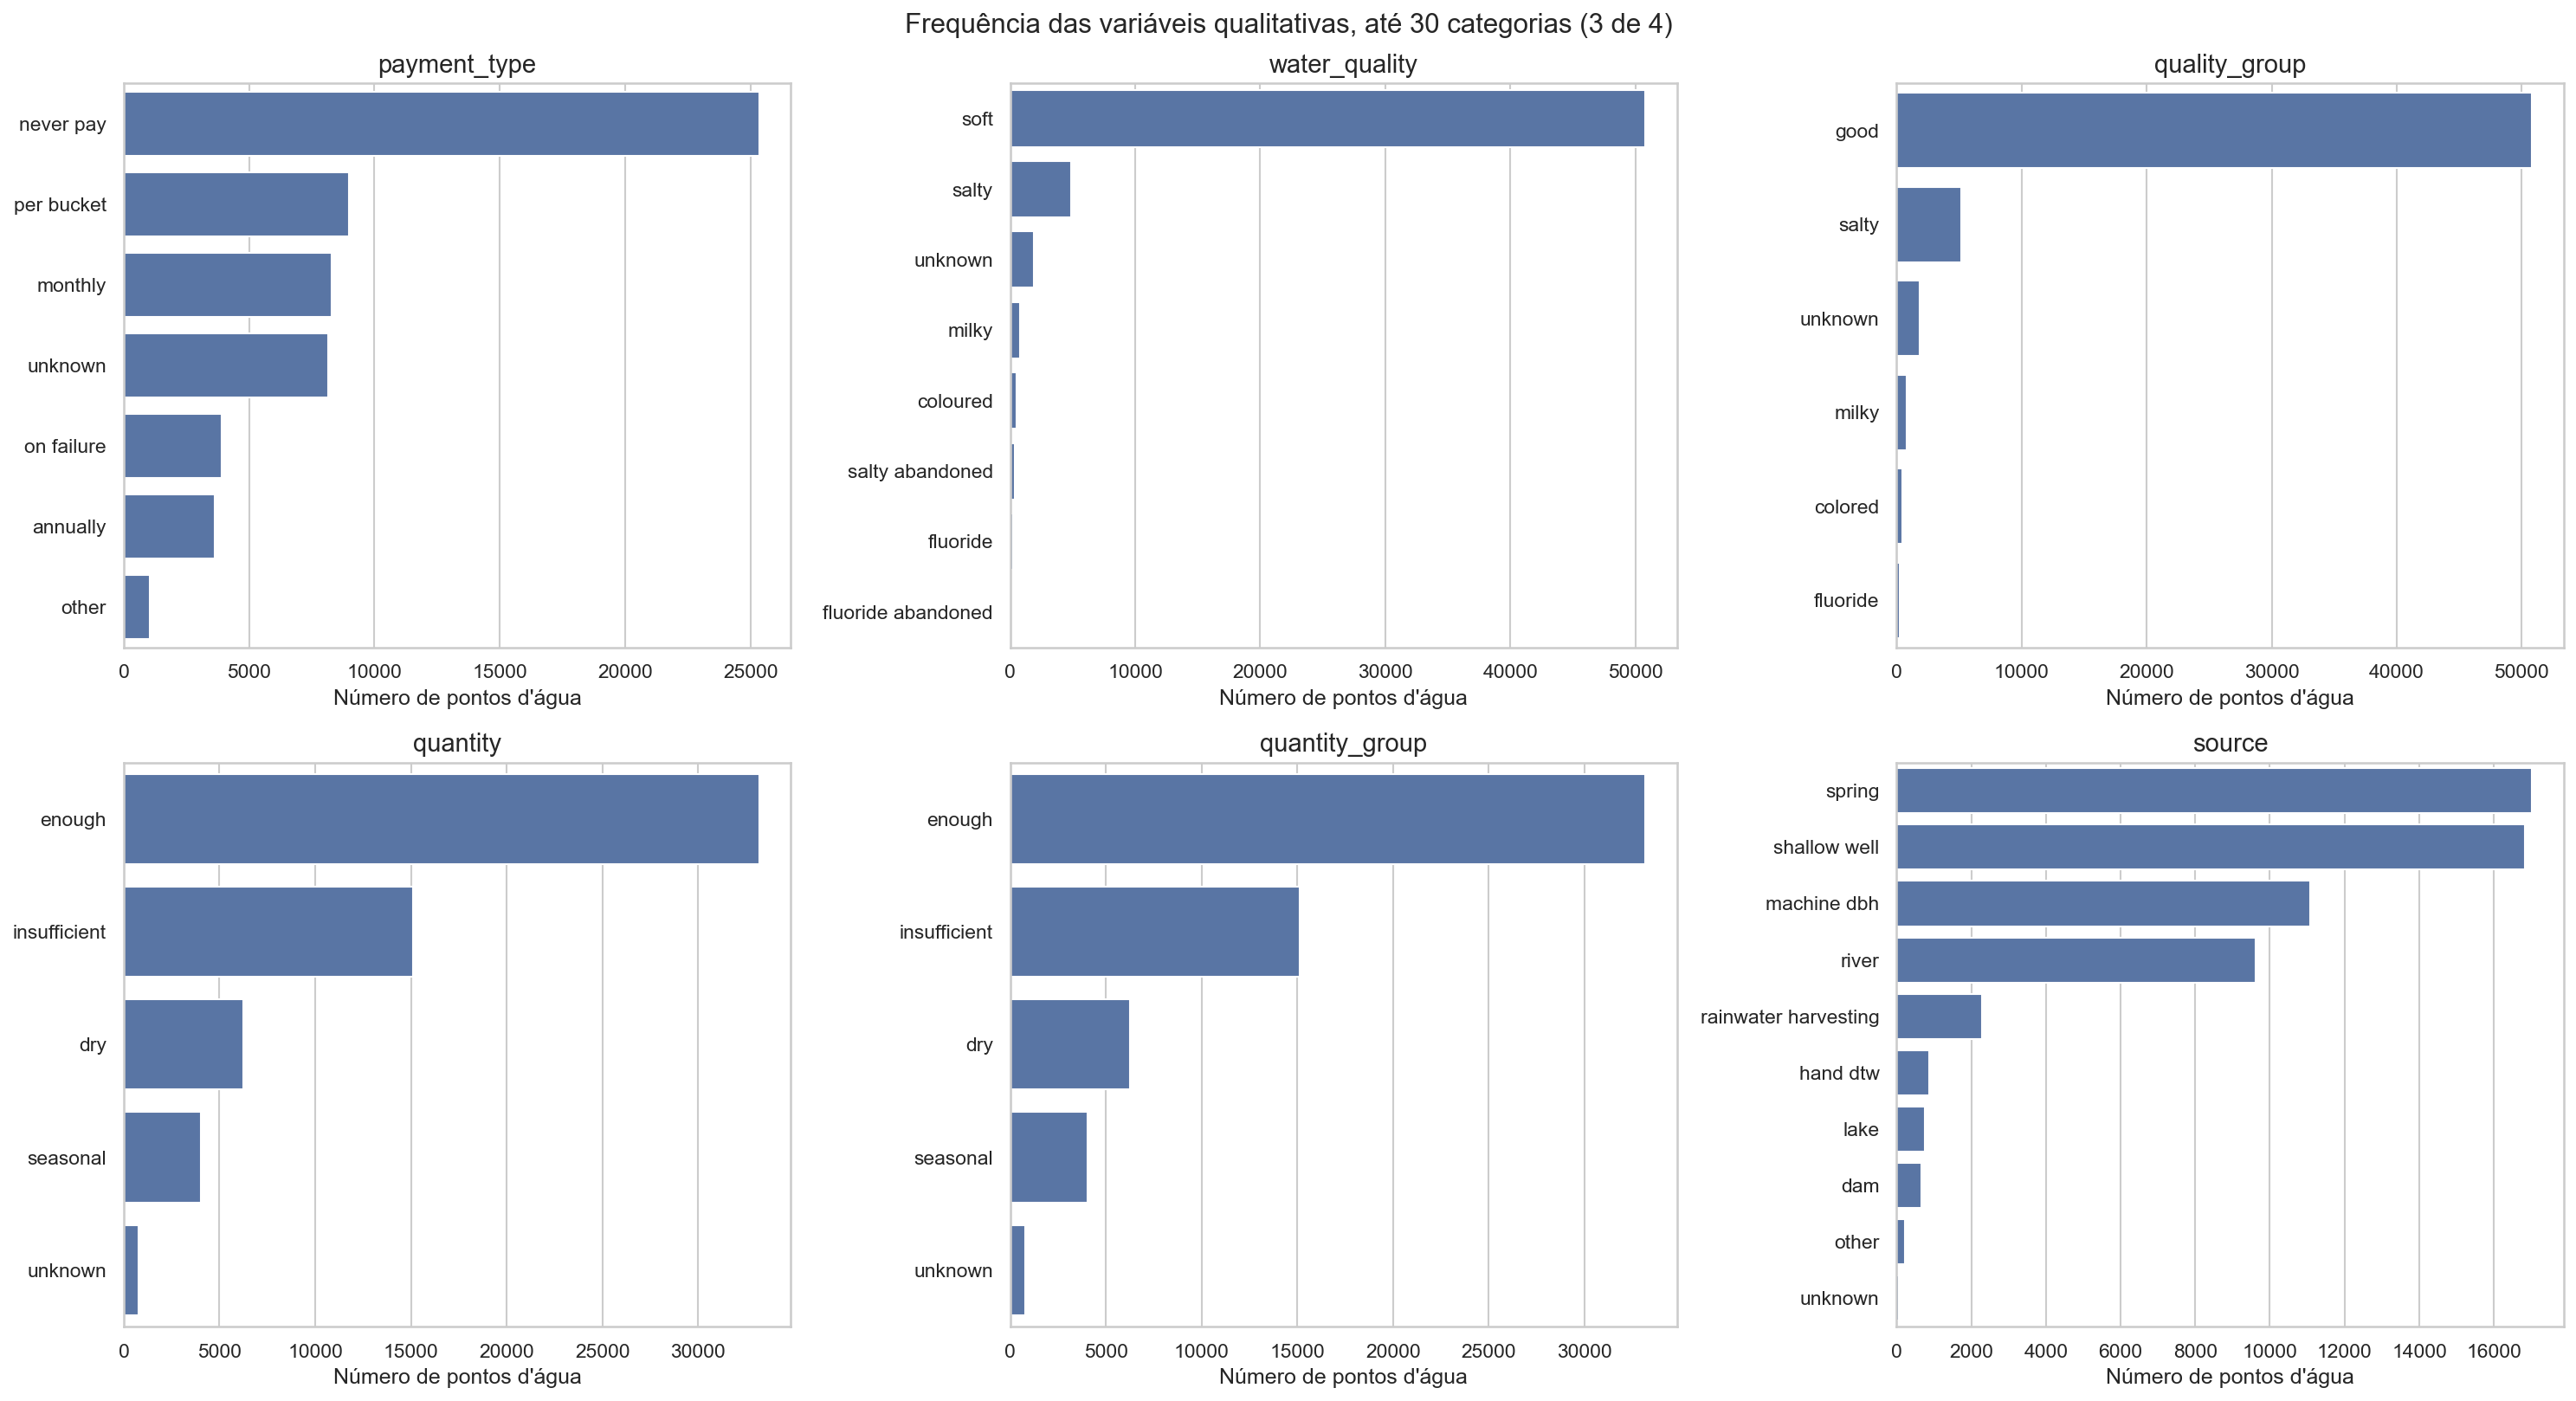 Frequência das variáveis qualitativas, até 30 categorias (3 de 4)
payment_type
never pay
per bucket
monthly
unknown
on failure
annually
other
0 5000 10000 15000 20000 25000
Número de pontos d'água
water_quality
soft
salty
unknown
milky
coloured
salty abandoned
fluoride
fluoride abandoned
0 10000 20000 30000 40000 50000
Número de pontos d'água
quality_group
good
salty
unknown
milky
colored
fluoride
0 10000 20000 30000 40000 50000
Número de pontos d'água
quantity
enough
insufficient
dry
seasonal
unknown
0 5000 10000 15000 20000 25000 30000
Número de pontos d'água
quantity_group
enough
insufficient
dry
seasonal
unknown
0 5000 10000 15000 20000 25000 30000
Número de pontos d'água
source
spring
shallow well
machine dbh
river
rainwater harvesting
hand dtw
lake
dam
other
unknown
0 2000 4000 6000 8000 10000 12000 14000 16000
Número de pontos d'água